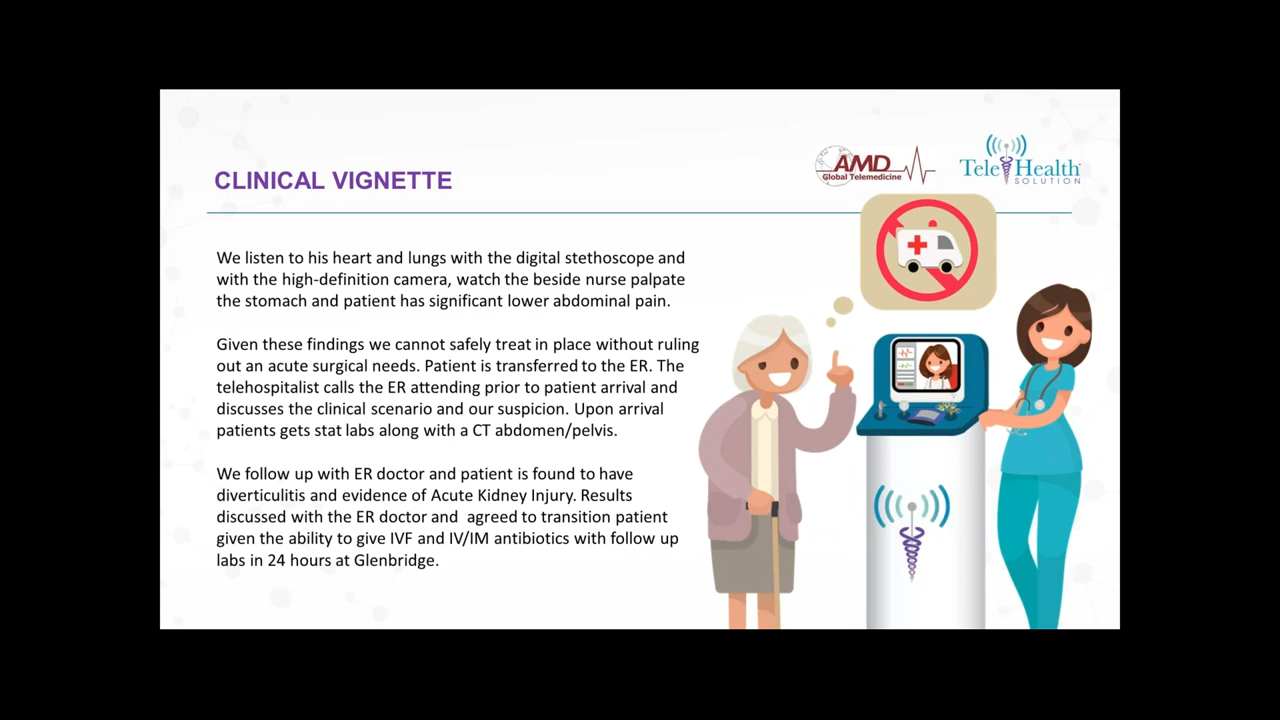 AMD
Global Telemedicine
TeleHealth
SOLUTION
CLINICAL VIGNETTE
We listen to his heart and lungs with the digital stethoscope and
with the high-definition camera, watch the beside nurse palpate
the stomach and patient has significant lower abdominal pain.
Given these findings we cannot safely treat in place without ruling
out an acute surgical needs. Patient is transferred to the ER. The
telehospitalist calls the ER attending prior to patient arrival and
discusses the clinical scenario and our suspicion. Upon arrival
patients gets stat labs along with a CT abdomen/pelvis.
We follow up with ER doctor and patient is found to have
diverticulitis and evidence of Acute Kidney Injury. Results
discussed with the ER doctor and  agreed to transition patient
given the ability to give IVF and IV/IM antibiotics with follow up
labs in 24 hours at Glenbridge.